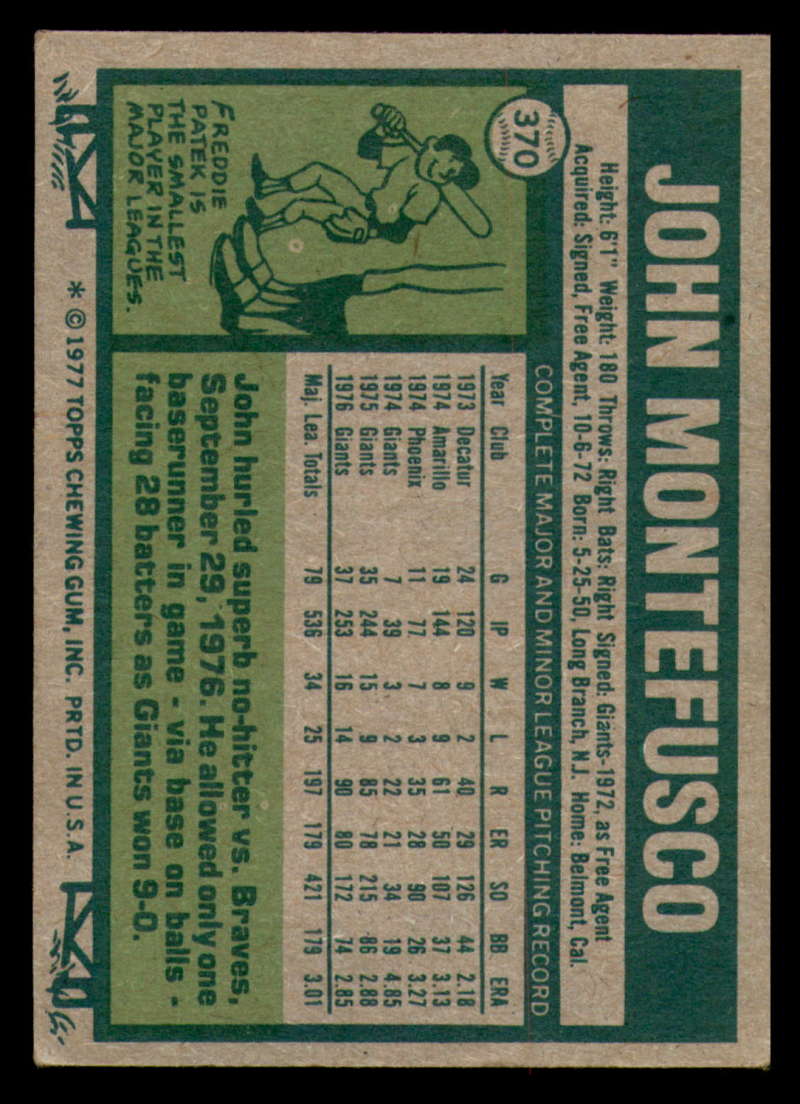 370
JOHN MONTEFUSCO
Height: 6'1" Weight: 180 Throws: Right Bats: Right Signed: Giants-1972, as Free Agent
Acquired: Signed, Free Agent, 10-6-72 Born: 5-25-50, Long Branch, N.J. Home: Belmont, Cal.
COMPLETE MAJOR AND MINOR LEAGUE PITCHING RECORD
Year Club G IP W L R ER SO BB ERA
1973 Decatur 24 120 9 2 40 29 126 44 2.18
1974 Amarillo 19 144 8 9 61 50 107 37 3.13
1974 Phoenix 11 77 7 3 35 28 90 26 3.27
1974 Giants 7 39 3 2 22 21 34 19 4.85
1975 Giants 35 244 15 9 85 78 215 86 2.88
1976 Giants 37 253 16 14 90 80 172 74 2.85
Maj. Lea. Totals 79 536 34 25 197 179 421 179 3.01
FREDDIE
PATEK IS
THE SMALLEST
PLAYER IN THE
MAJOR LEAGUES.
John hurled superb no-hitter vs. Braves,
September 29, 1976. He allowed only one
baserunner in game - via base on balls -
facing 28 batters as Giants won 9-0.
* © 1977 TOPPS CHEWING GUM, INC. PRTD. IN U.S.A.